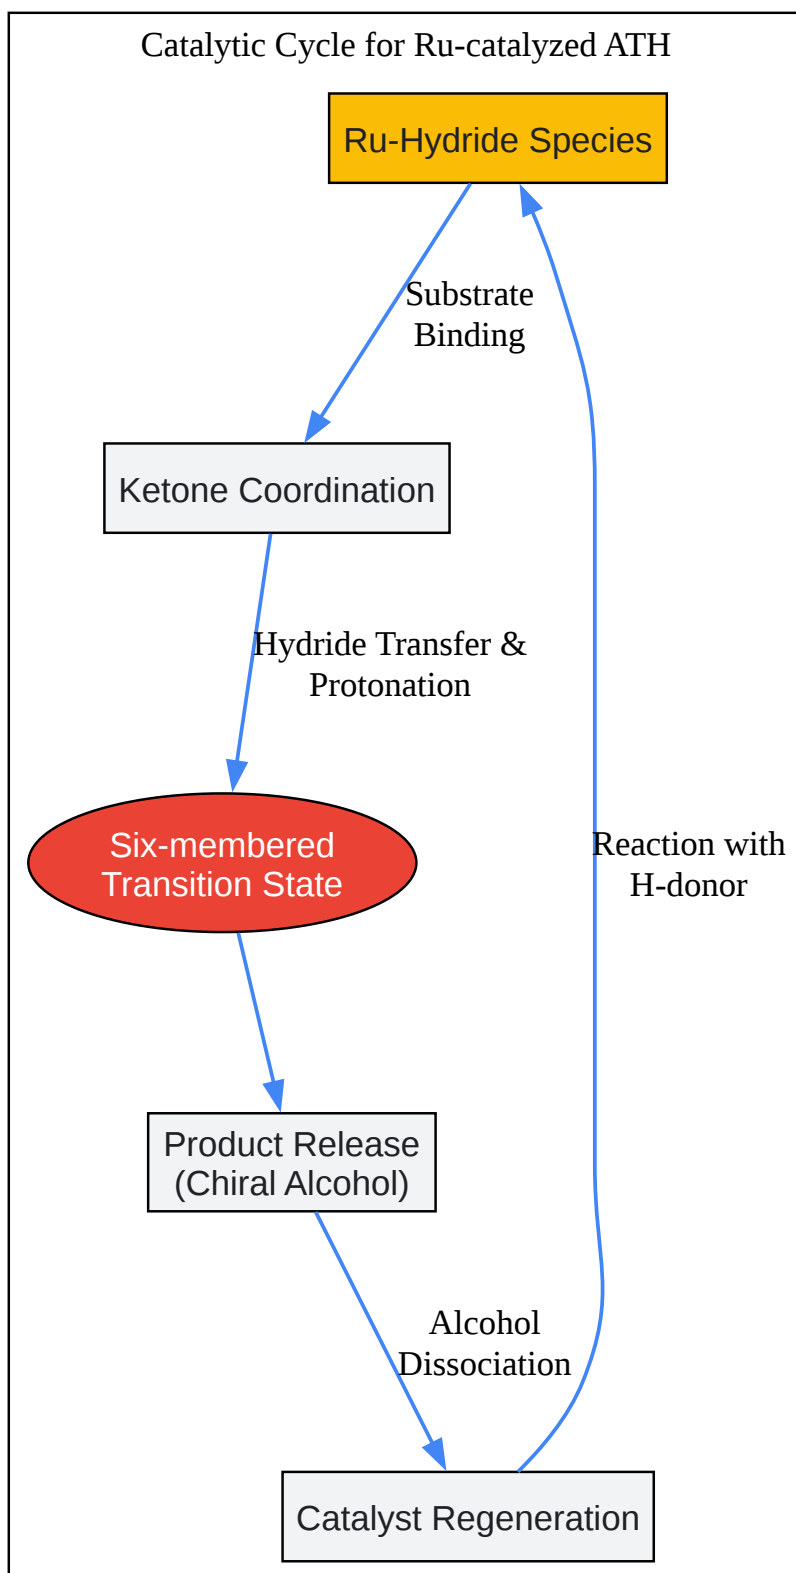 Catalytic Cycle for Ru-catalyzed ATH
Ru-Hydride Species
Substrate
Binding
Ketone Coordination
Hydride Transfer &
Protonation
Six-membered
Transition State
Reaction with
H-donor
Product Release
(Chiral Alcohol)
Alcohol
Dissociation
Catalyst Regeneration